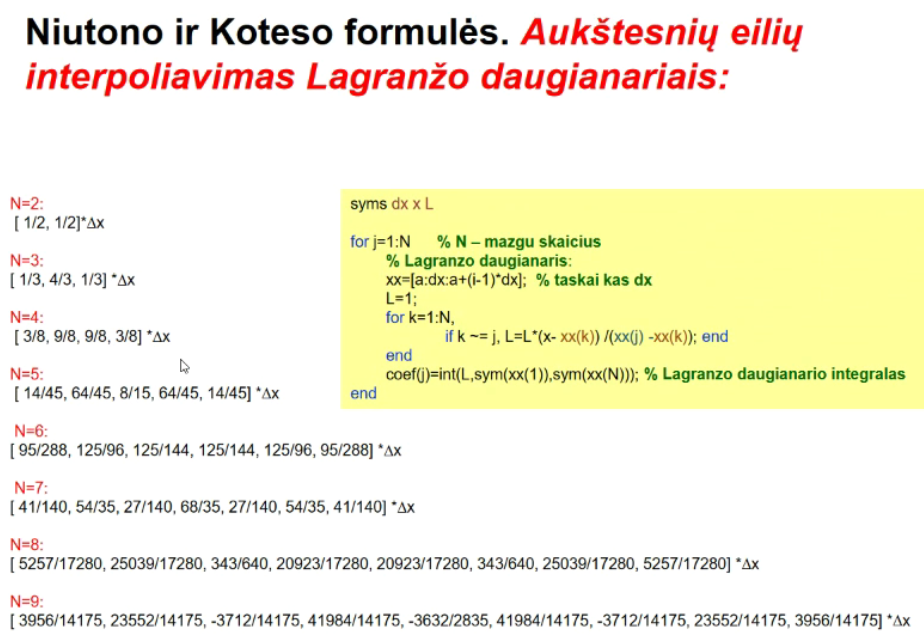 Niutono ir Koteso formulės. Aukštesnių eilių
interpoliavimas Lagranžo daugianariais:
N=2:
[ 1/2, 1/2]*Δx
N=3:
[ 1/3, 4/3, 1/3] *Δx
N=4:
[ 3/8, 9/8, 9/8, 3/8] *Δx
N=5:
[ 14/45, 64/45, 8/15, 64/45, 14/45] *Δx
N=6:
[ 95/288, 125/96, 125/144, 125/144, 125/96, 95/288] *Δx
N=7:
[ 41/140, 54/35, 27/140, 68/35, 27/140, 54/35, 41/140] *Δx
N=8:
[ 5257/17280, 25039/17280, 343/640, 20923/17280, 20923/17280, 343/640, 25039/17280, 5257/17280] *Δx
N=9:
[ 3956/14175, 23552/14175, -3712/14175, 41984/14175, -3632/2835, 41984/14175, -3712/14175, 23552/14175, 3956/14175] *Δx
syms dx x L
for j=1:N % N – mazgu skaicius
% Lagranzo daugianaris:
xx=[a:dx:a+(i-1)*dx]; % taskai kas dx
L=1;
for k=1:N,
if k ~= j, L=L*(x- xx(k)) /(xx(j) -xx(k)); end
end
coef(j)=int(L,sym(xx(1)),sym(xx(N))); % Lagranzo daugianario integralas
end